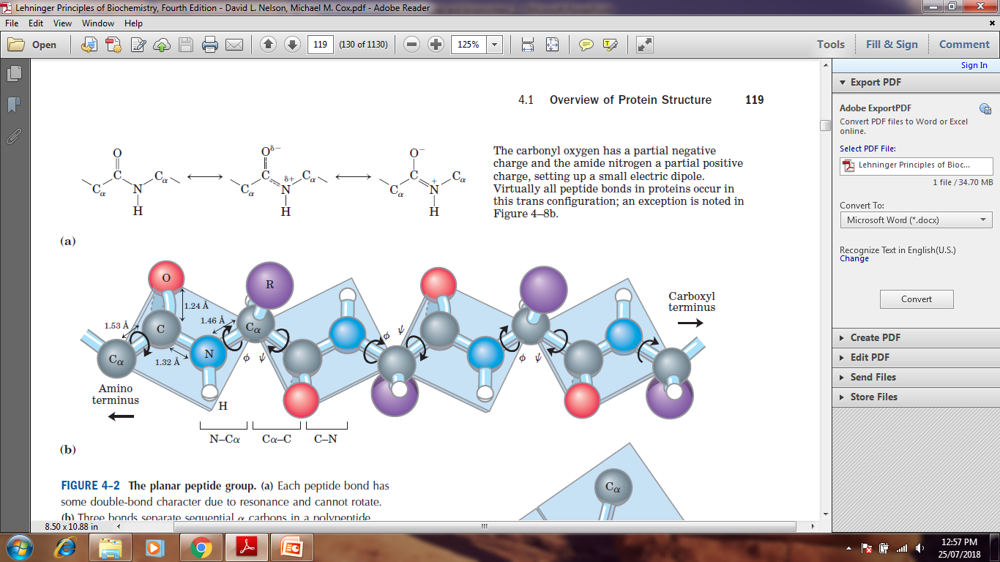 Lehninger Principles of Biochemistry, Fourth Edition - David L. Nelson, Michael M. Cox.pdf - Adobe Reader
File Edit View Window Help
Open 119 (130 of 1130) 125% Tools Fill & Sign Comment
Sign In
4.1 Overview of Protein Structure 119
O
C
Cα
N
H
Cα
Oδ−
C
Cα
δ+
N
H
Cα
O−
C
Cα
+
N
H
Cα
The carbonyl oxygen has a partial negative
charge and the amide nitrogen a partial positive
charge, setting up a small electric dipole.
Virtually all peptide bonds in proteins occur in
this trans configuration; an exception is noted in
Figure 4–8b.
(a)
O
R
1.24 Å
1.53 Å
C
1.46 Å
Cα
Cα
1.32 Å
N
ϕ ψ
ϕ ψ
ϕ ψ
H
Amino
terminus
Carboxyl
terminus
N–Cα Cα–C C–N
(b)
FIGURE 4–2 The planar peptide group. (a) Each peptide bond has
some double-bond character due to resonance and cannot rotate.
(b) Three bonds separate sequential α carbons in a polypeptide
Cα
8.50 x 10.88 in
Export PDF
Adobe ExportPDF
Convert PDF files to Word or Excel
online.
Select PDF File:
Lehninger Principles of Bioc...
1 file / 34.70 MB
Convert To:
Microsoft Word (*.docx)
Recognize Text in English(U.S.)
Change
Convert
Create PDF
Edit PDF
Send Files
Store Files
12:57 PM
25/07/2018